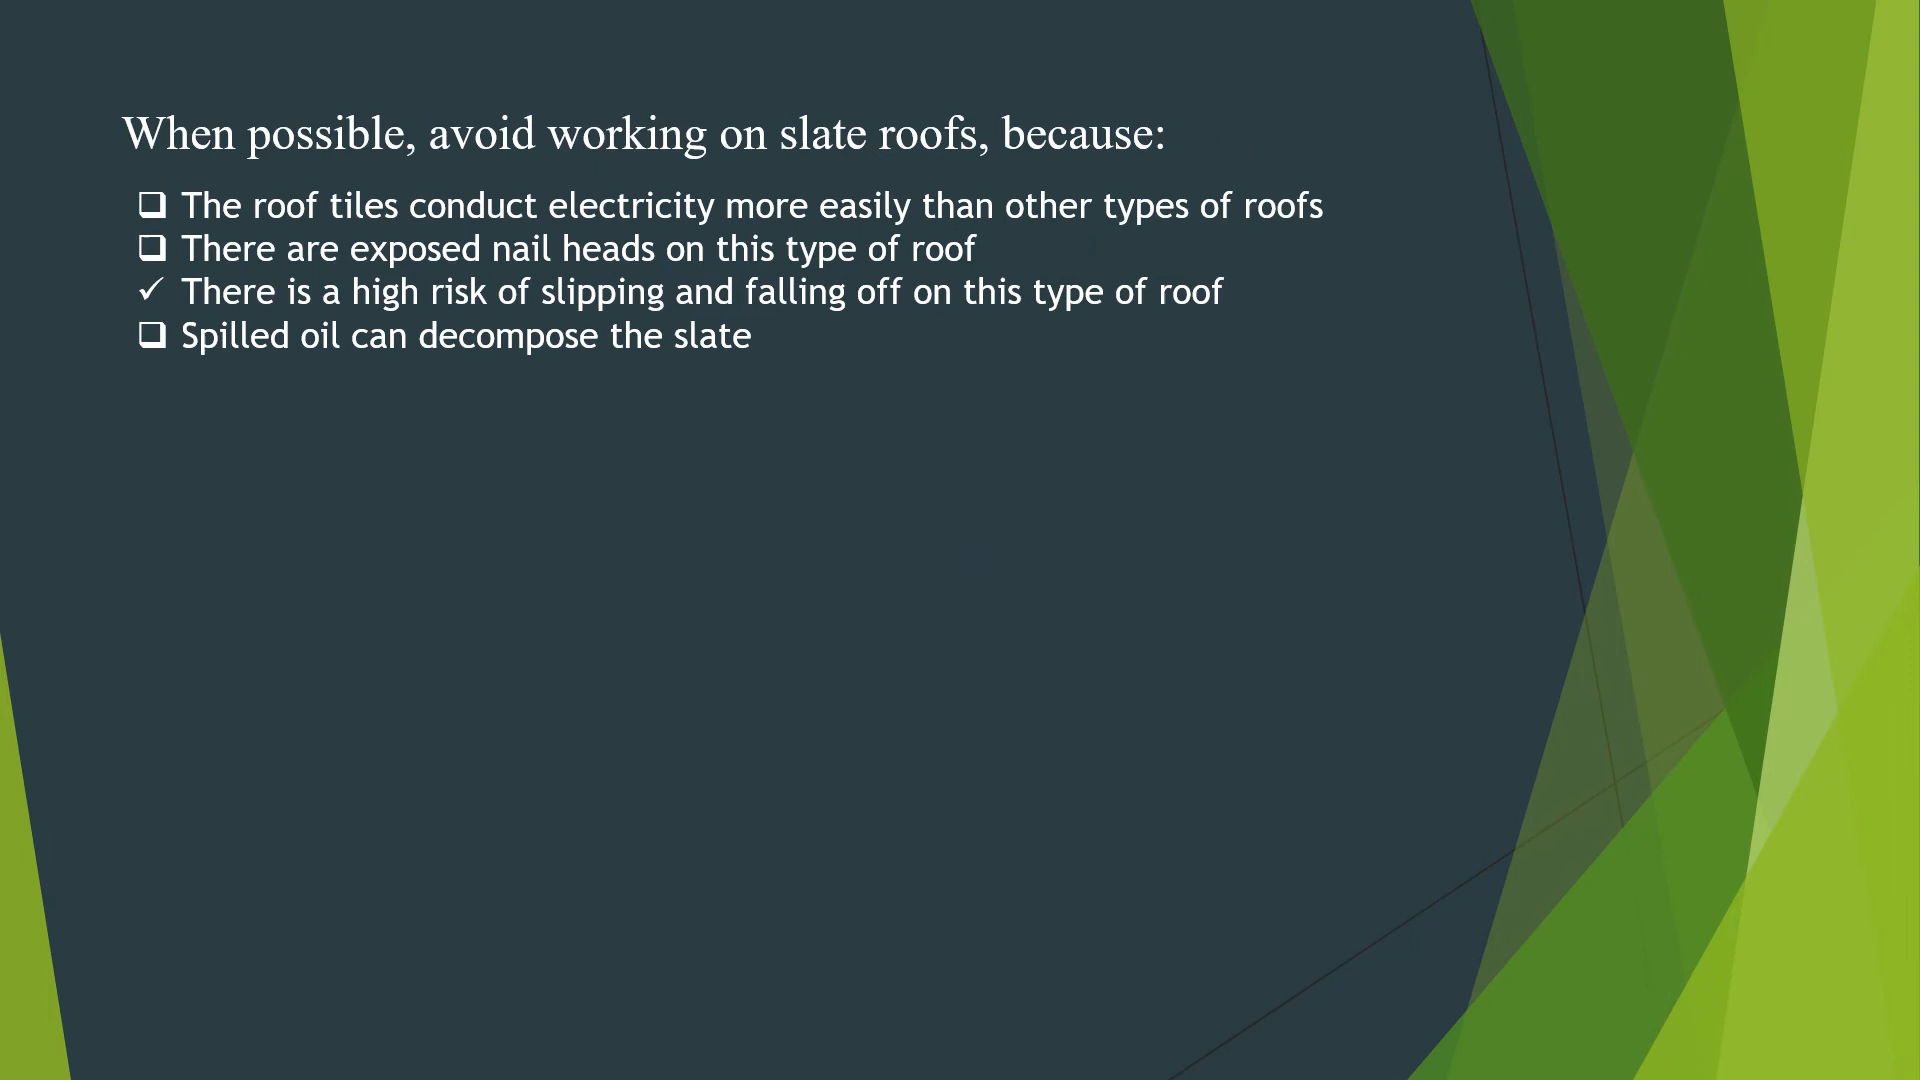 When possible, avoid working on slate roofs, because:
❑ The roof tiles conduct electricity more easily than other types of roofs
❑ There are exposed nail heads on this type of roof
✓ There is a high risk of slipping and falling off on this type of roof
❑ Spilled oil can decompose the slate